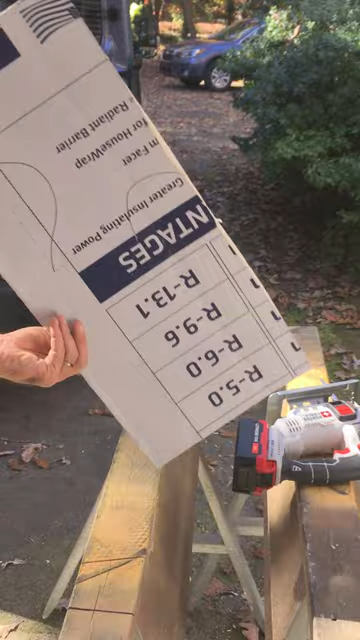 R-5.0
R-6.0
R-9.6
R-13.1
NTAGES
Greater Insulating Power
Facer
for HouseWrap
Radiant Barrier